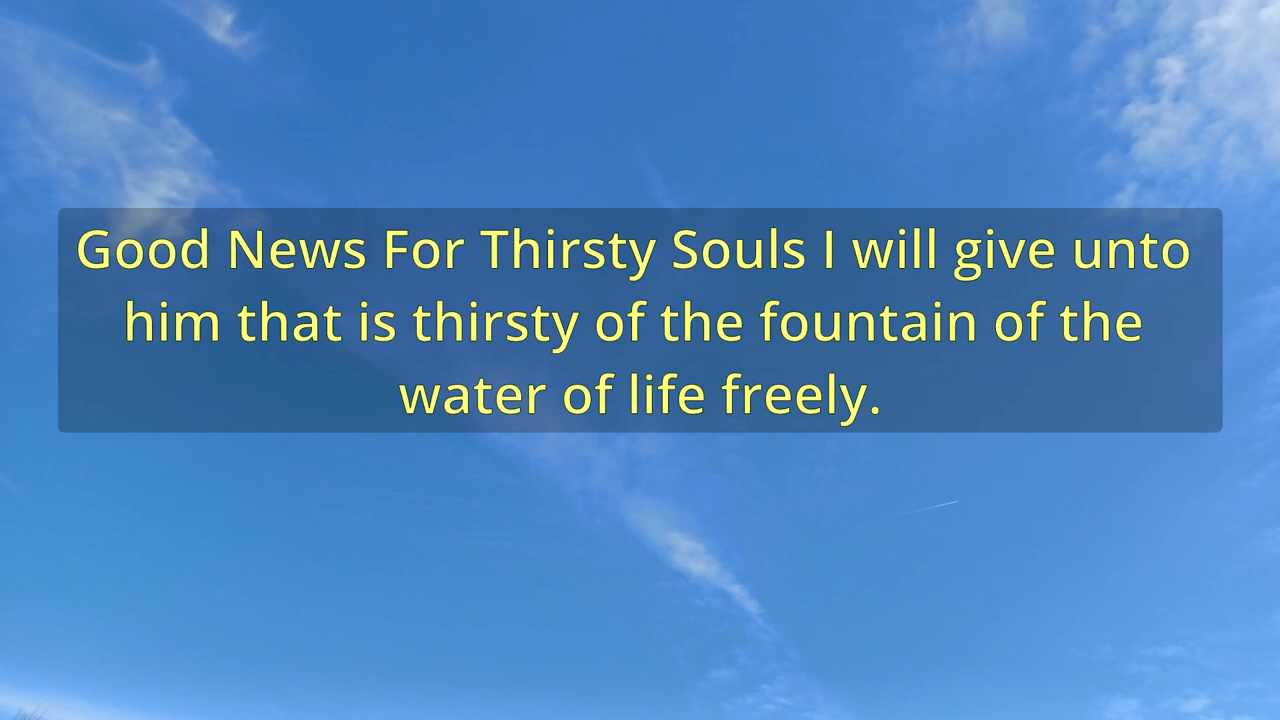 Good News For Thirsty Souls I will give unto
him that is thirsty of the fountain of the
water of life freely.